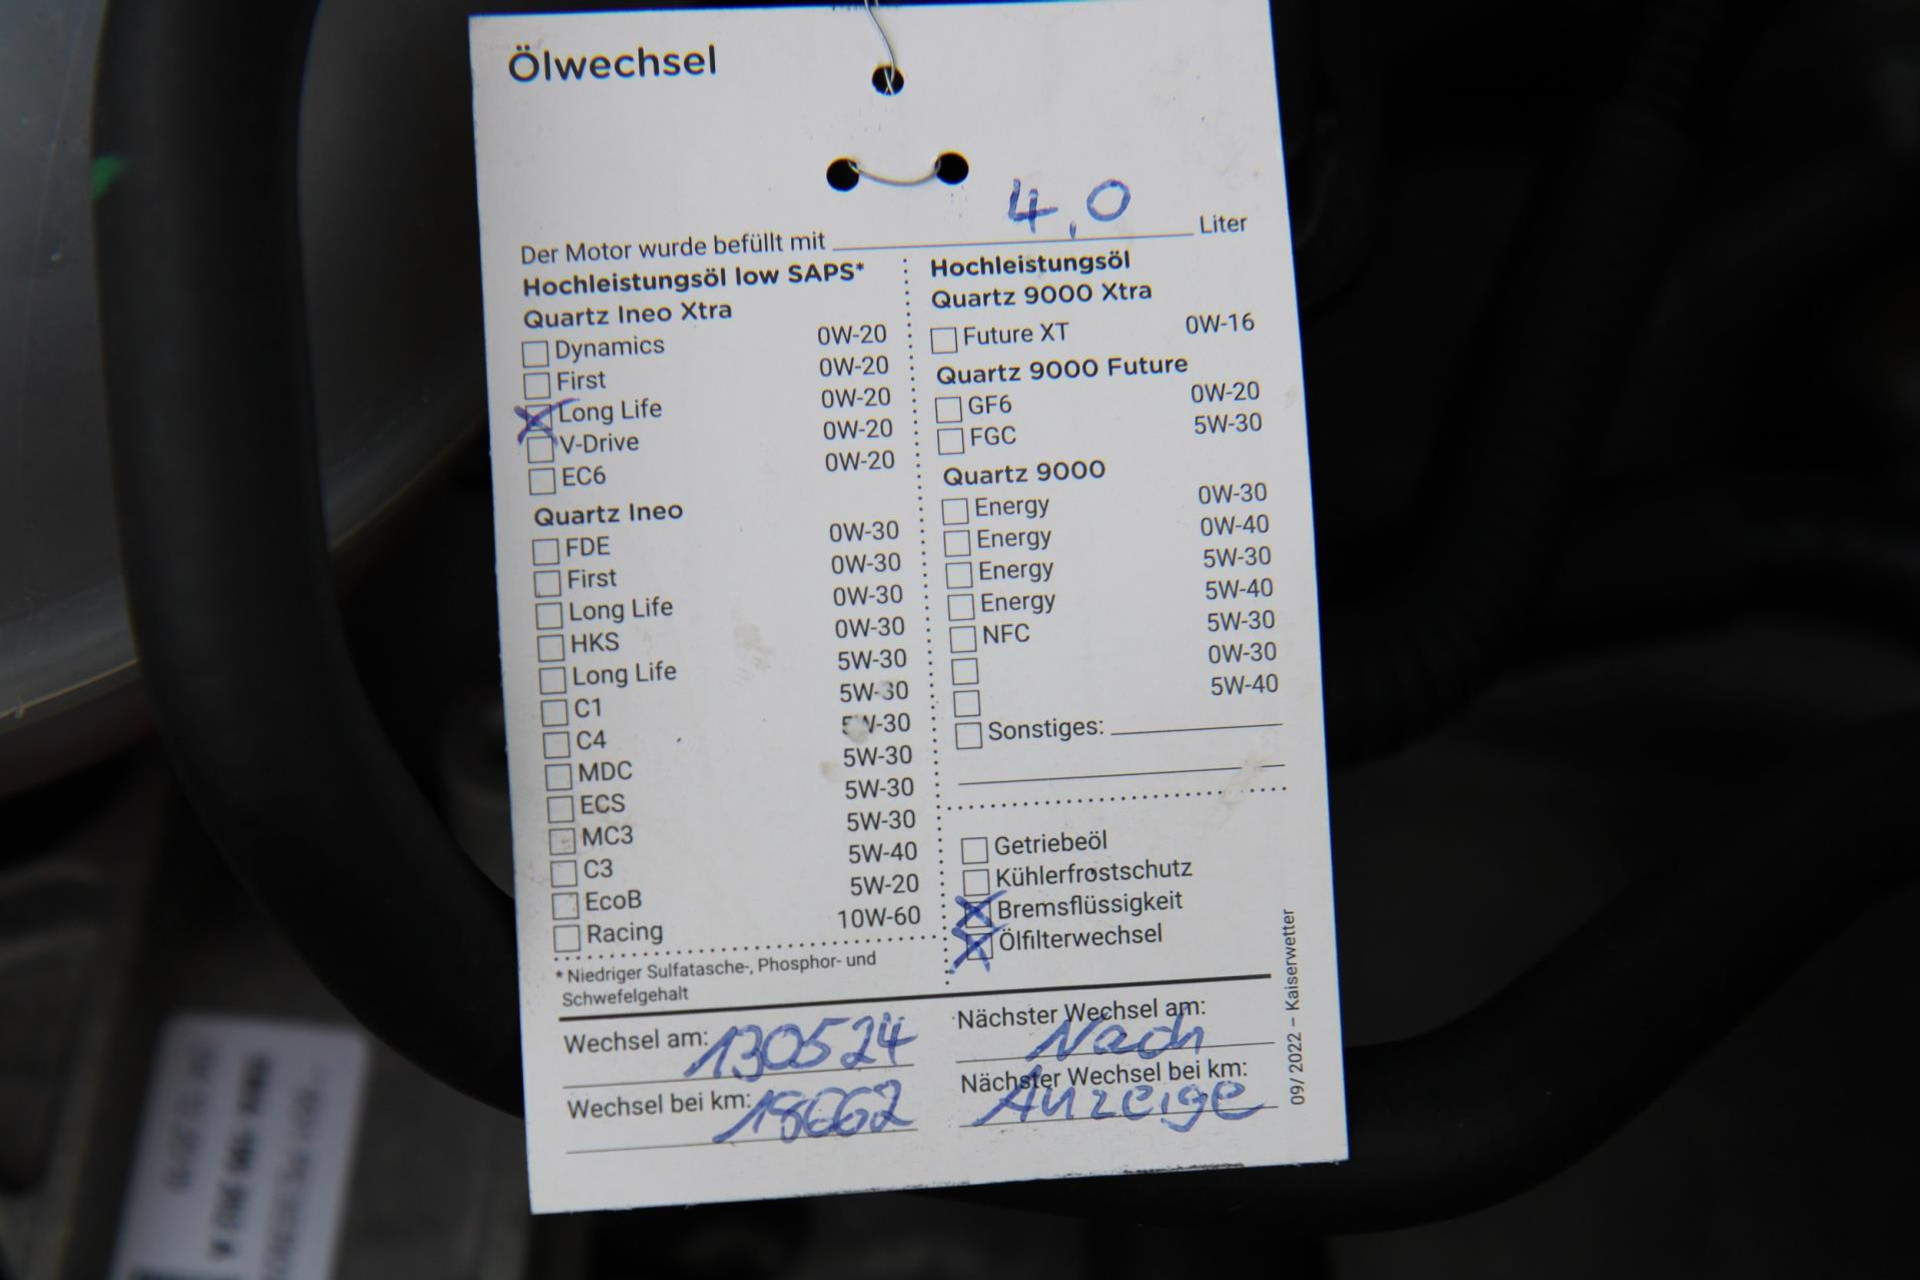 Ölwechsel
Der Motor wurde befüllt mit 4,0 Liter
Hochleistungsöl low SAPS*
Quartz Ineo Xtra
Dynamics 0W-20
First 0W-20
Long Life 0W-20
V-Drive 0W-20
EC6 0W-20
Quartz Ineo
FDE 0W-30
First 0W-30
Long Life 0W-30
HKS 0W-30
Long Life 5W-30
C1 5W-30
C4 5W-30
MDC 5W-30
ECS 5W-30
MC3 5W-30
C3 5W-40
EcoB 5W-20
Racing 10W-60
* Niedriger Sulfatasche-, Phosphor- und
Schwefelgehalt
Hochleistungsöl
Quartz 9000 Xtra
Future XT 0W-16
Quartz 9000 Future
GF6 0W-20
FGC 5W-30
Quartz 9000
Energy 0W-30
Energy 0W-40
Energy 5W-30
Energy 5W-40
NFC 5W-30
0W-30
5W-40
Sonstiges:
Getriebeöl
Kühlerfrostschutz
Bremsflüssigkeit
Ölfilterwechsel
Wechsel am: 130524
Wechsel bei km:
Nächster Wechsel am: Nach
Nächster Wechsel bei km: Anzeige
09/2022 – Kaiserwetter